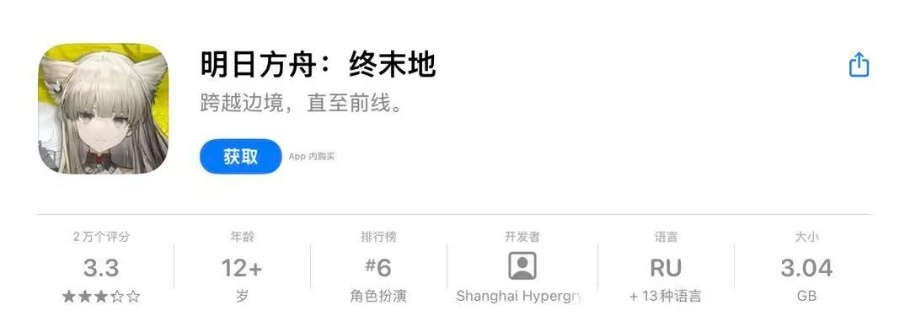 明日方舟：终末地
跨越边境，直至前线。
获取 App 内购买
2万个评分 年龄 排行榜 开发者 语言 大小
3.3 12+ #6 RU 3.04
岁 角色扮演 Shanghai Hypergr + 13 种语言 GB